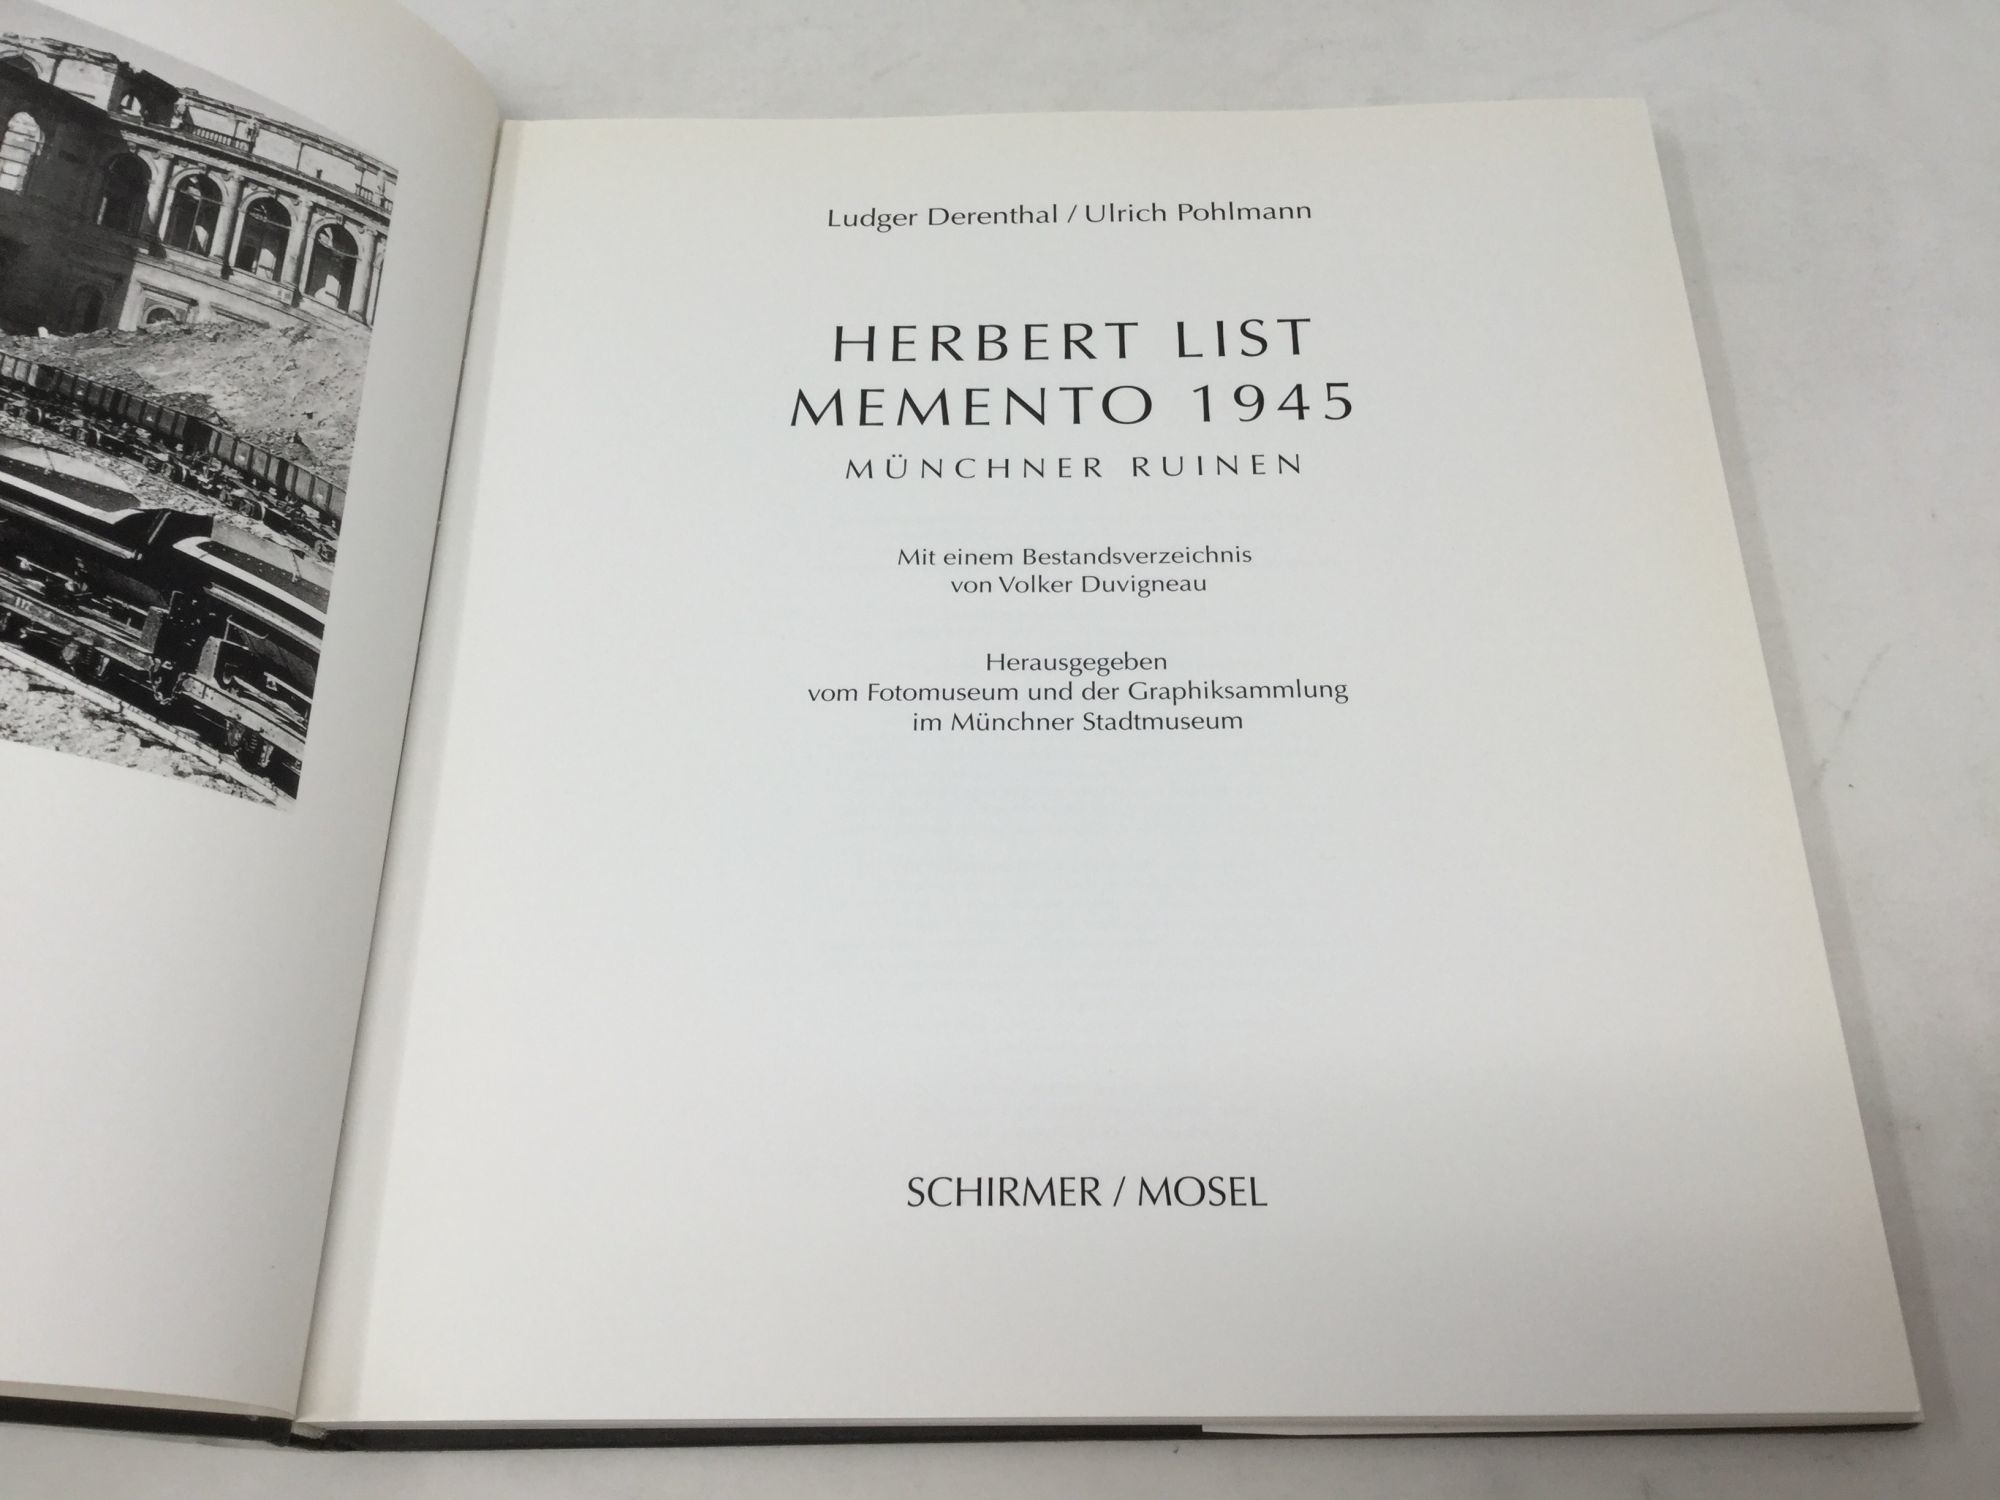 Ludger Derenthal / Ulrich Pohlmann
HERBERT LIST
MEMENTO 1945
MÜNCHNER RUINEN
Mit einem Bestandsverzeichnis
von Volker Duvigneau
Herausgegeben
vom Fotomuseum und der Graphiksammlung
im Münchner Stadtmuseum
SCHIRMER / MOSEL